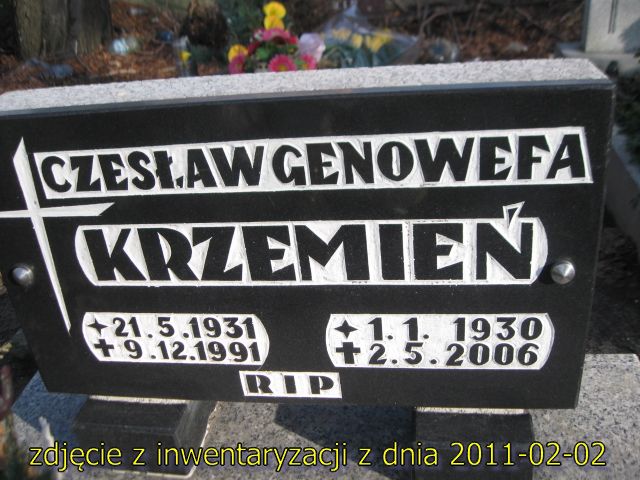 CZESŁAW GENOWEFA
KRZEMIEŃ
✦ 21.5.1931 ✦ 1.1. 1930
✝ 9.12.1991 ✝ 2.5.2006
RIP
zdjęcie z inwentaryzacji z dnia 2011-02-02